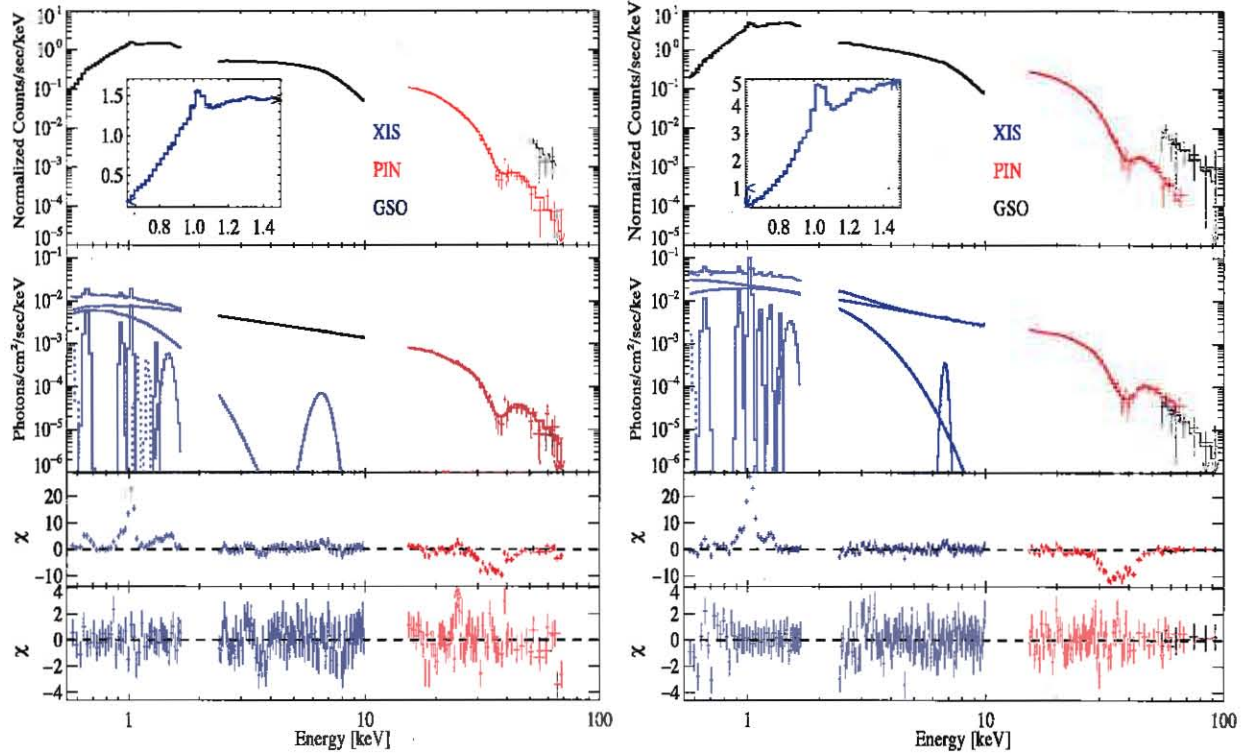 Normalized Counts/sec/keV
10¹
10⁰
10⁻¹
10⁻²
10⁻³
10⁻⁴
10⁻⁵
1.5
1.0
0.5
0.8 1.0 1.2 1.4
XIS
PIN
GSO
Photons/cm²/sec/keV
10⁻¹
10⁻²
10⁻³
10⁻⁴
10⁻⁵
10⁻⁶
χ
20
10
0
−10
χ
4
2
0
−2
−4
1 10 100
Energy [keV]
Normalized Counts/sec/keV
10¹
10⁰
10⁻¹
10⁻²
10⁻³
10⁻⁴
10⁻⁵
5
4
3
2
1
0.8 1.0 1.2 1.4
XIS
PIN
GSO
Photons/cm²/sec/keV
10⁻¹
10⁻²
10⁻³
10⁻⁴
10⁻⁵
10⁻⁶
χ
20
10
0
−10
χ
4
2
0
−2
−4
1 10 100
Energy [keV]